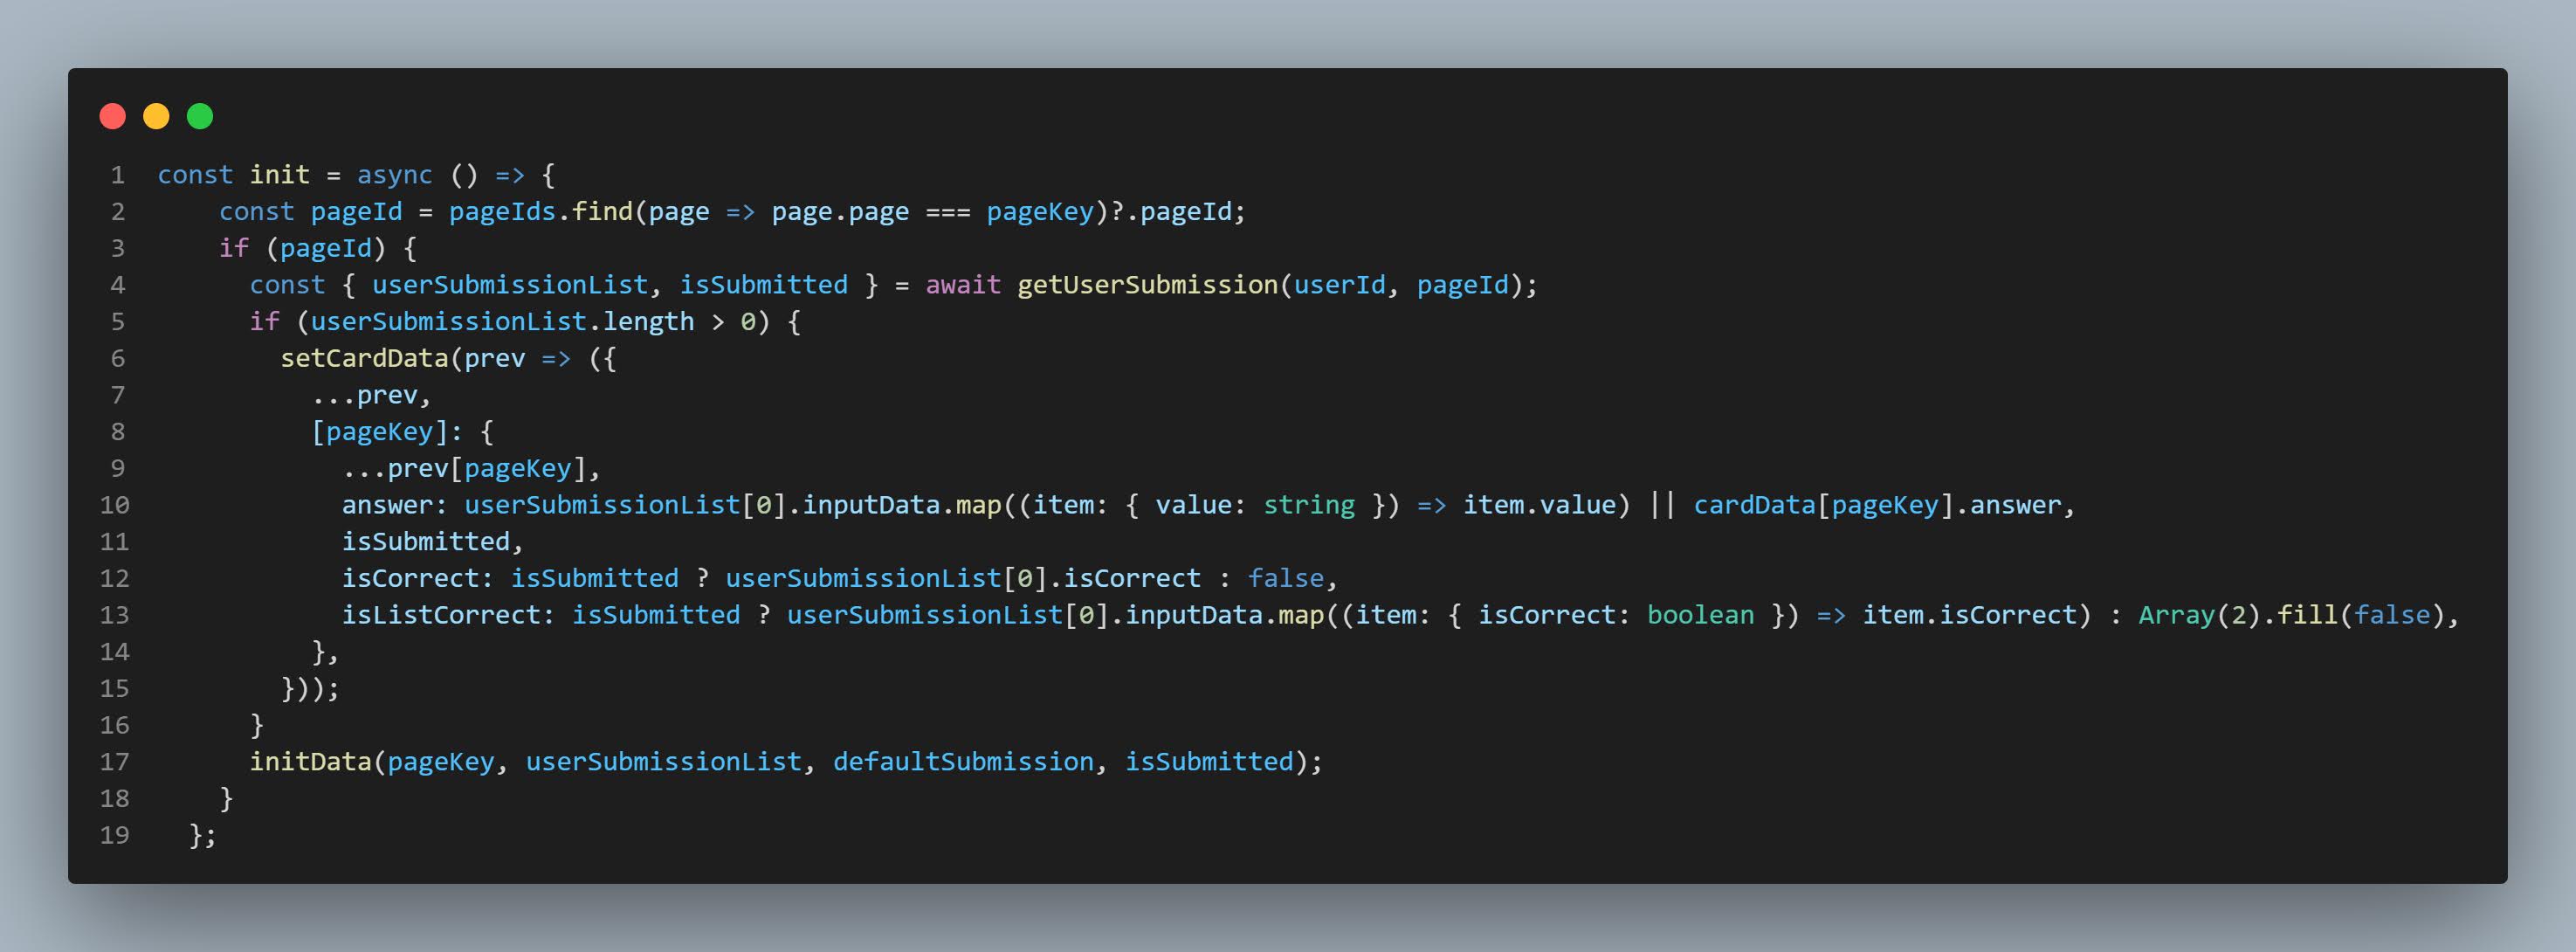 1 const init = async () => {
2 const pageId = pageIds.find(page => page.page === pageKey)?.pageId;
3 if (pageId) {
4 const { userSubmissionList, isSubmitted } = await getUserSubmission(userId, pageId);
5 if (userSubmissionList.length > 0) {
6 setCardData(prev => ({
7 ...prev,
8 [pageKey]: {
9 ...prev[pageKey],
10 answer: userSubmissionList[0].inputData.map((item: { value: string }) => item.value) || cardData[pageKey].answer,
11 isSubmitted,
12 isCorrect: isSubmitted ? userSubmissionList[0].isCorrect : false,
13 isListCorrect: isSubmitted ? userSubmissionList[0].inputData.map((item: { isCorrect: boolean }) => item.isCorrect) : Array(2).fill(false),
14 },
15 }));
16 }
17 initData(pageKey, userSubmissionList, defaultSubmission, isSubmitted);
18 }
19 };